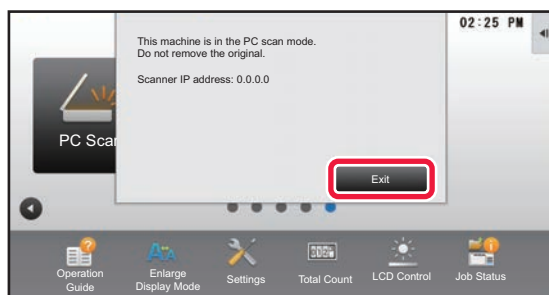 02:25 PM
This machine is in the PC scan mode.
Do not remove the original.
Scanner IP address: 0.0.0.0
PC Scan
Exit
Operation
Guide
Enlarge
Display Mode
Settings
Total Count
LCD Control
Job Status